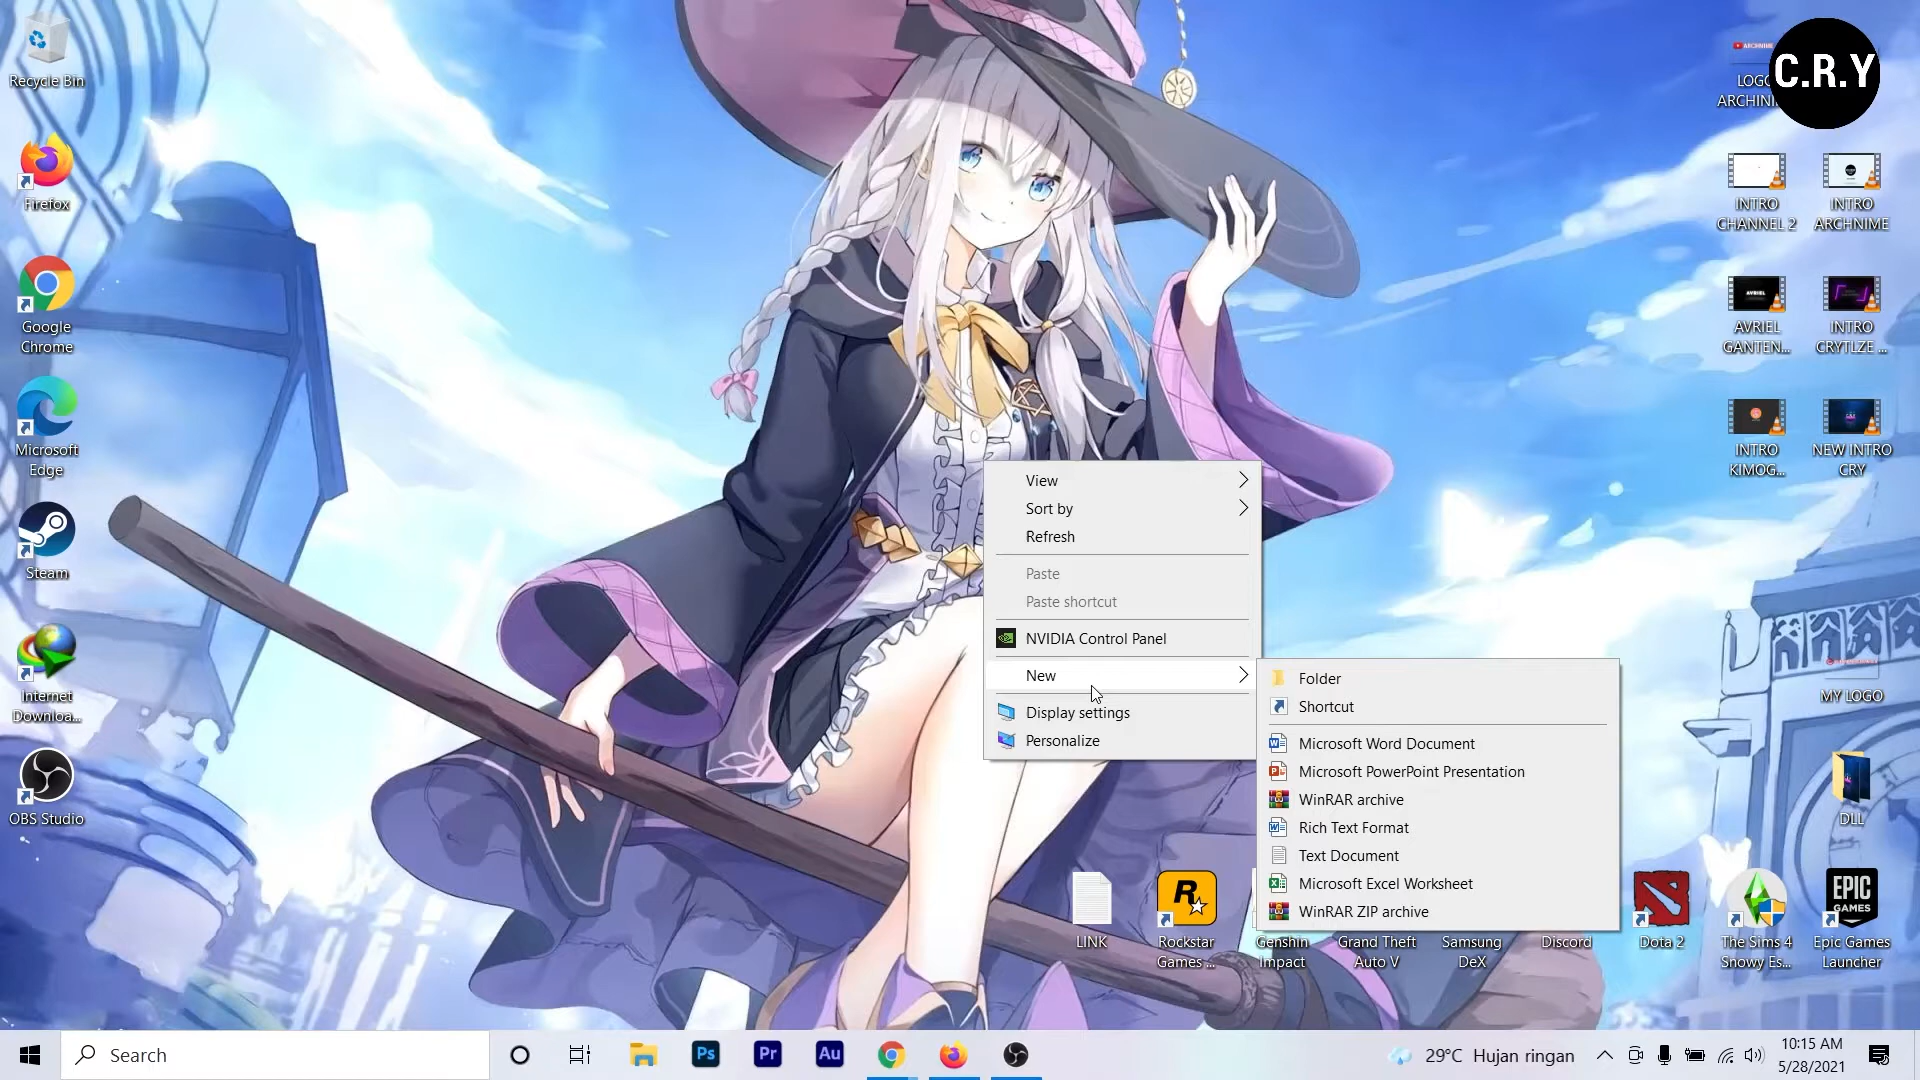 Recycle Bin
Firefox
Google
Chrome
Microsoft
Edge
Steam
Internet
Downloa...
OBS Studio
C.R.Y
INTRO
CHANNEL 2
INTRO
ARCHNIME
AVRIEL
GANTEN...
INTRO
CRYTLZE ...
INTRO
KIMOG...
NEW INTRO
CRY
MY LOGO
DLL
View
Sort by
Refresh
Paste
Paste shortcut
NVIDIA Control Panel
New
Display settings
Personalize
Folder
Shortcut
Microsoft Word Document
Microsoft PowerPoint Presentation
WinRAR archive
Rich Text Format
Text Document
Microsoft Excel Worksheet
WinRAR ZIP archive
LINK
Rockstar
Games ...
Genshin
Impact
Grand Theft
Auto V
Samsung
DeX
Discord
Dota 2
The Sims 4
Snowy Es...
EPIC
GAMES
Epic Games
Launcher
Search
Ps
Pr
Au
29°C Hujan ringan
10:15 AM
5/28/2021